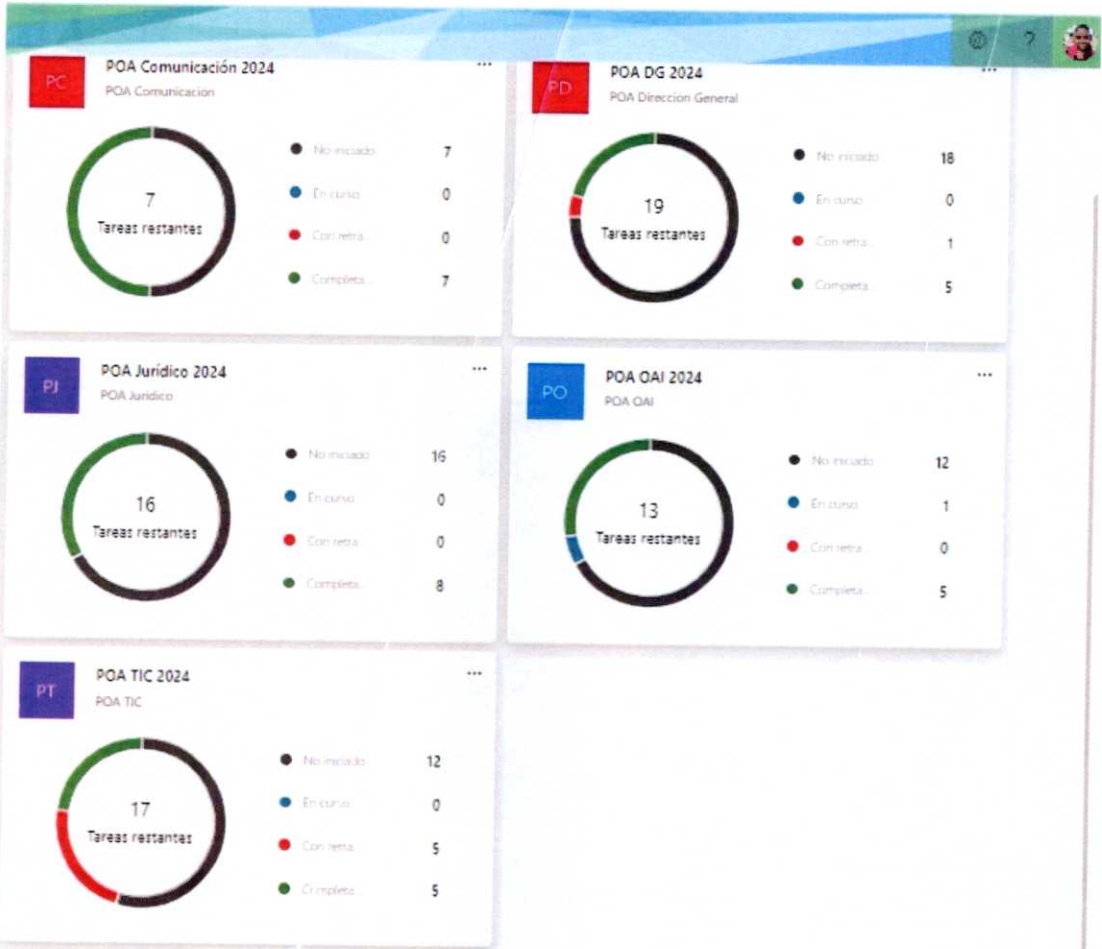 ?
PC
POA Comunicación 2024
...
POA Comunicación
7
Tareas restantes
No iniciado 7
En curso 0
Con retra... 0
Completa... 7
PD
POA DG 2024
...
POA Dirección General
19
Tareas restantes
No iniciado 18
En curso 0
Con retra... 1
Completa... 5
PJ
POA Jurídico 2024
...
POA Jurídico
16
Tareas restantes
No iniciado 16
En curso 0
Con retra... 0
Completa... 8
PO
POA OAI 2024
...
POA OAI
13
Tareas restantes
No iniciado 12
En curso 1
Con retra... 0
Completa... 5
PT
POA TIC 2024
...
POA TIC
17
Tareas restantes
No iniciado 12
En curso 0
Con retra... 5
Completa... 5